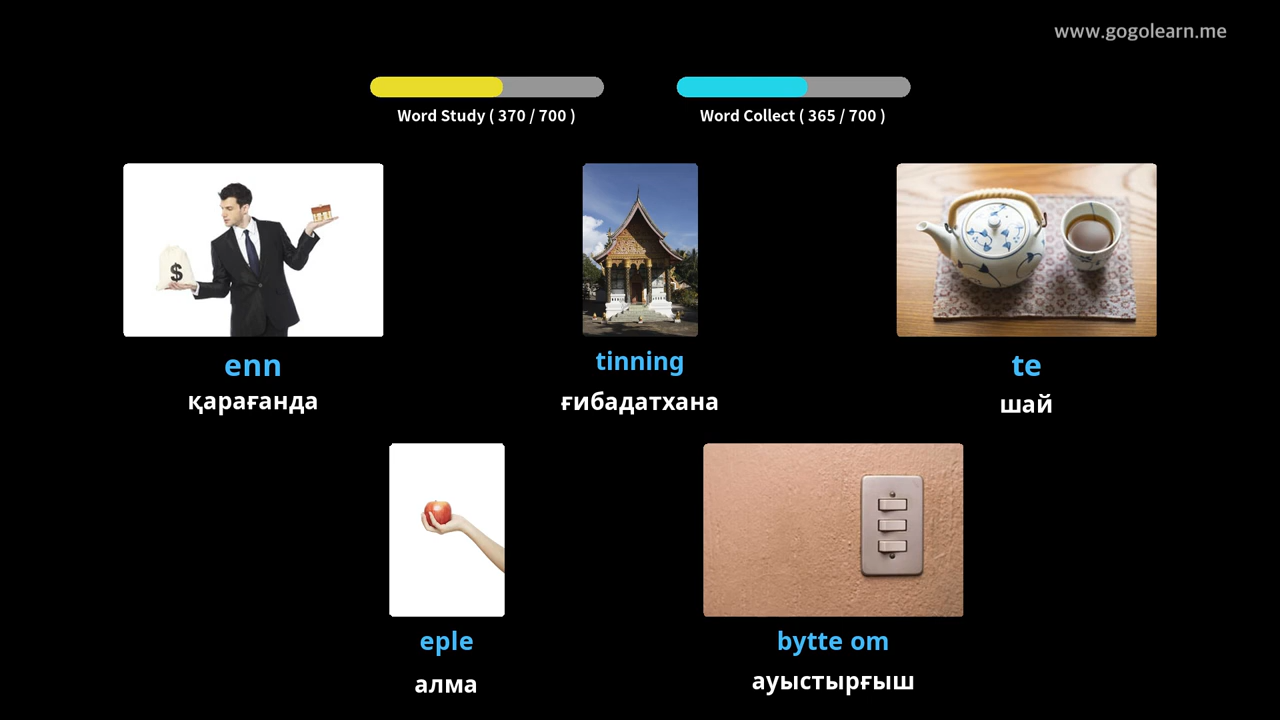 www.gogolearn.me
Word Study ( 370 / 700 )
Word Collect ( 365 / 700 )
enn
қарағанда
tinning
ғибадатхана
te
шай
$
eple
алма
bytte om
ауыстырғыш